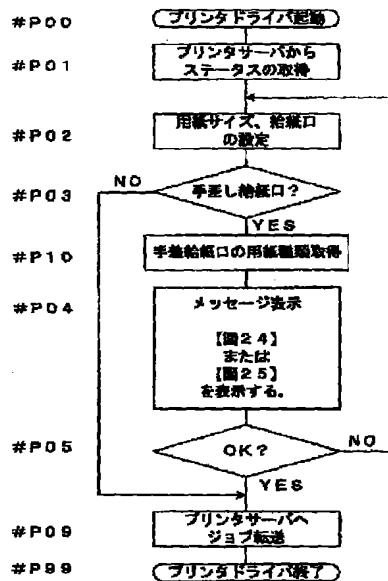 #P00 プリンタドライバ起動
#P01 プリンタサーバから
ステータスの取得
#P02 用紙サイズ、給紙口
の設定
NO
#P03 手差し給紙口?
YES
#P10 手差給紙口の用紙種類取得
#P04 メッセージ表示
【図24】
または
【図25】
を表示する。
#P05 OK? NO
YES
#P09 プリンタサーバへ
ジョブ転送
#P99 プリンタドライバ終了